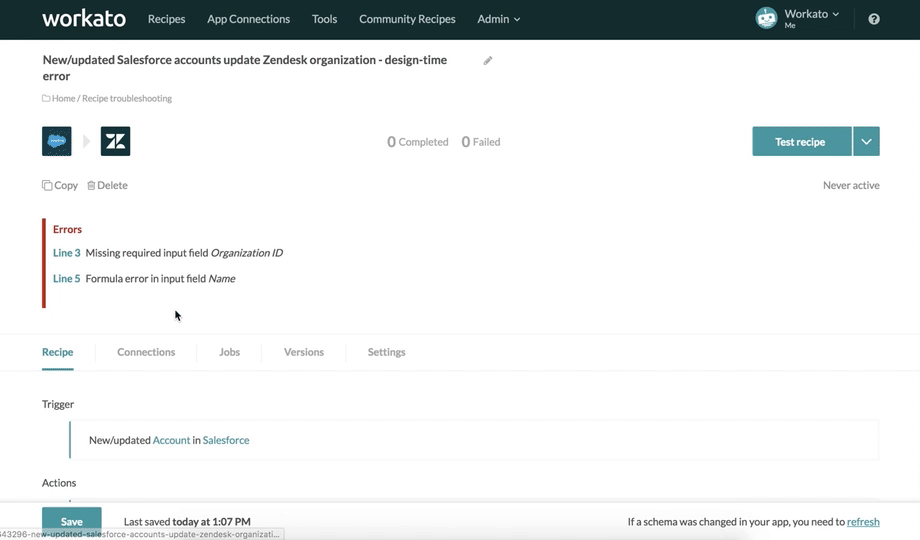 workato Recipes App Connections Tools Community Recipes Admin Workato
Me
New/updated Salesforce accounts update Zendesk organization - design-time
error
Home / Recipe troubleshooting
0 Completed 0 Failed
Test recipe
Copy Delete
Never active
Errors
Line 3 Missing required input field Organization ID
Line 5 Formula error in input field Name
Recipe Connections Jobs Versions Settings
Trigger
New/updated Account in Salesforce
Actions
Save Last saved today at 1:07 PM
If a schema was changed in your app, you need to refresh
643296-new-updated-salesforce-accounts-update-zendesk-organizati...